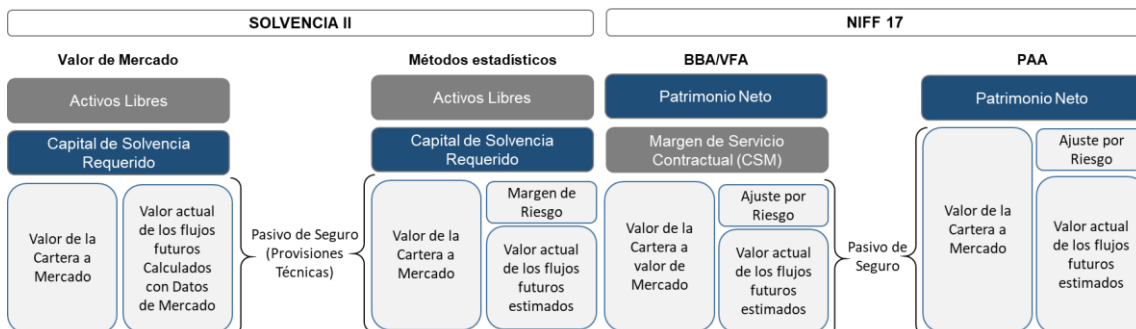 SOLVENCIA II
NIFF 17
Valor de Mercado
Métodos estadísticos
BBA/VFA
PAA
Activos Libres
Capital de Solvencia
Requerido
Valor de la
Cartera a
Mercado
Valor actual
de los flujos
futuros
Calculados
con Datos
de Mercado
Pasivo de Seguro
(Provisiones
Técnicas)
Activos Libres
Capital de Solvencia
Requerido
Valor de la
Cartera a
Mercado
Margen de
Riesgo
Valor actual
de los flujos
futuros
estimados
Patrimonio Neto
Margen de Servicio
Contractual (CSM)
Valor de la
Cartera a
valor de
Mercado
Ajuste por
Riesgo
Valor actual
de los flujos
futuros
estimados
Pasivo de
Seguro
Patrimonio Neto
Valor de la
Cartera a
Mercado
Ajuste por
Riesgo
Valor actual
de los flujos
futuros
estimados